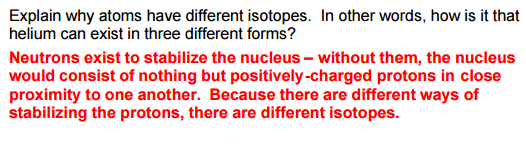 Explain why atoms have different isotopes.  In other words, how is it that
helium can exist in three different forms?
Neutrons exist to stabilize the nucleus – without them, the nucleus
would consist of nothing but positively-charged protons in close
proximity to one another.  Because there are different ways of
stabilizing the protons, there are different isotopes.